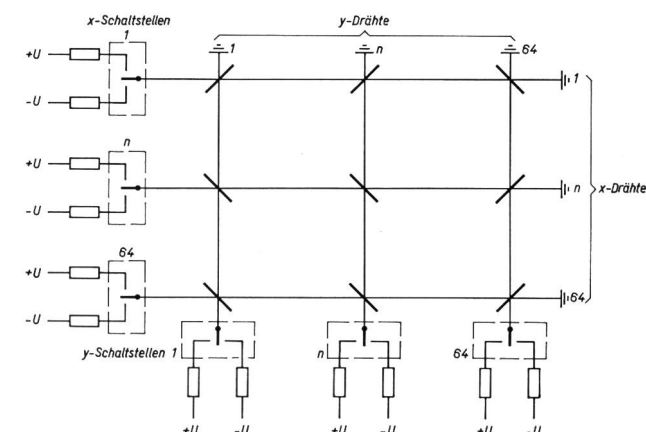 x-Schaltstellen
y-Drähte
1
1
n
64
+U
-U
1
n
+U
-U
n
x-Drähte
64
+U
-U
64
y-Schaltstellen 1
n
64
+U
-U
+U
-U
+U
-U